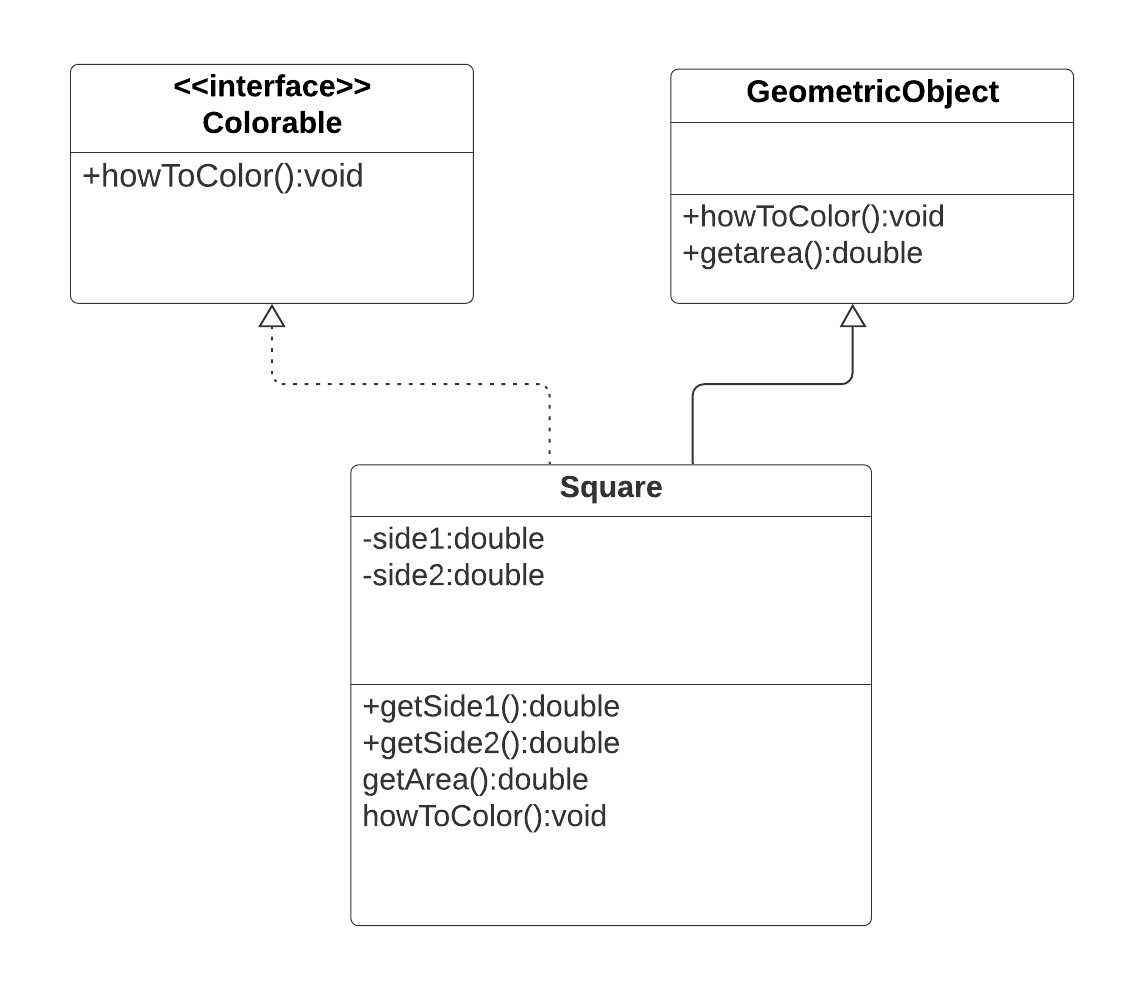 <<interface>>
Colorable
+howToColor():void
GeometricObject
+howToColor():void
+getarea():double
Square
-side1:double
-side2:double
+getSide1():double
+getSide2():double
getArea():double
howToColor():void